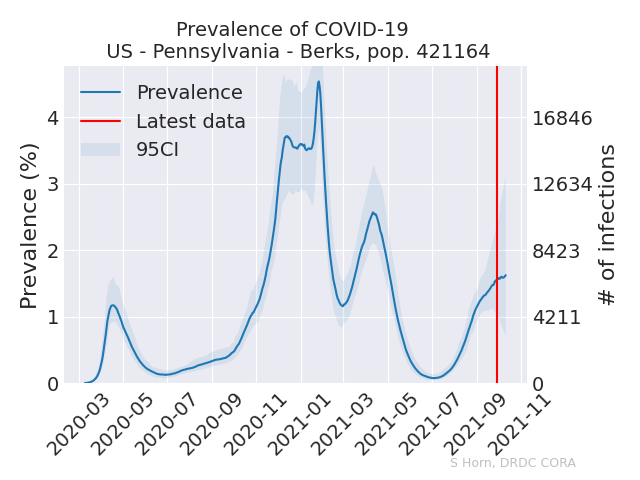 Prevalence of COVID-19
US - Pennsylvania - Berks, pop. 421164
Prevalence
Latest data
95CI
Prevalence (%)
4
3
2
1
0
16846
12634
8423
4211
0
# of infections
2020-03
2020-05
2020-07
2020-09
2020-11
2021-01
2021-03
2021-05
2021-07
2021-09
2021-11
S Horn, DRDC CORA